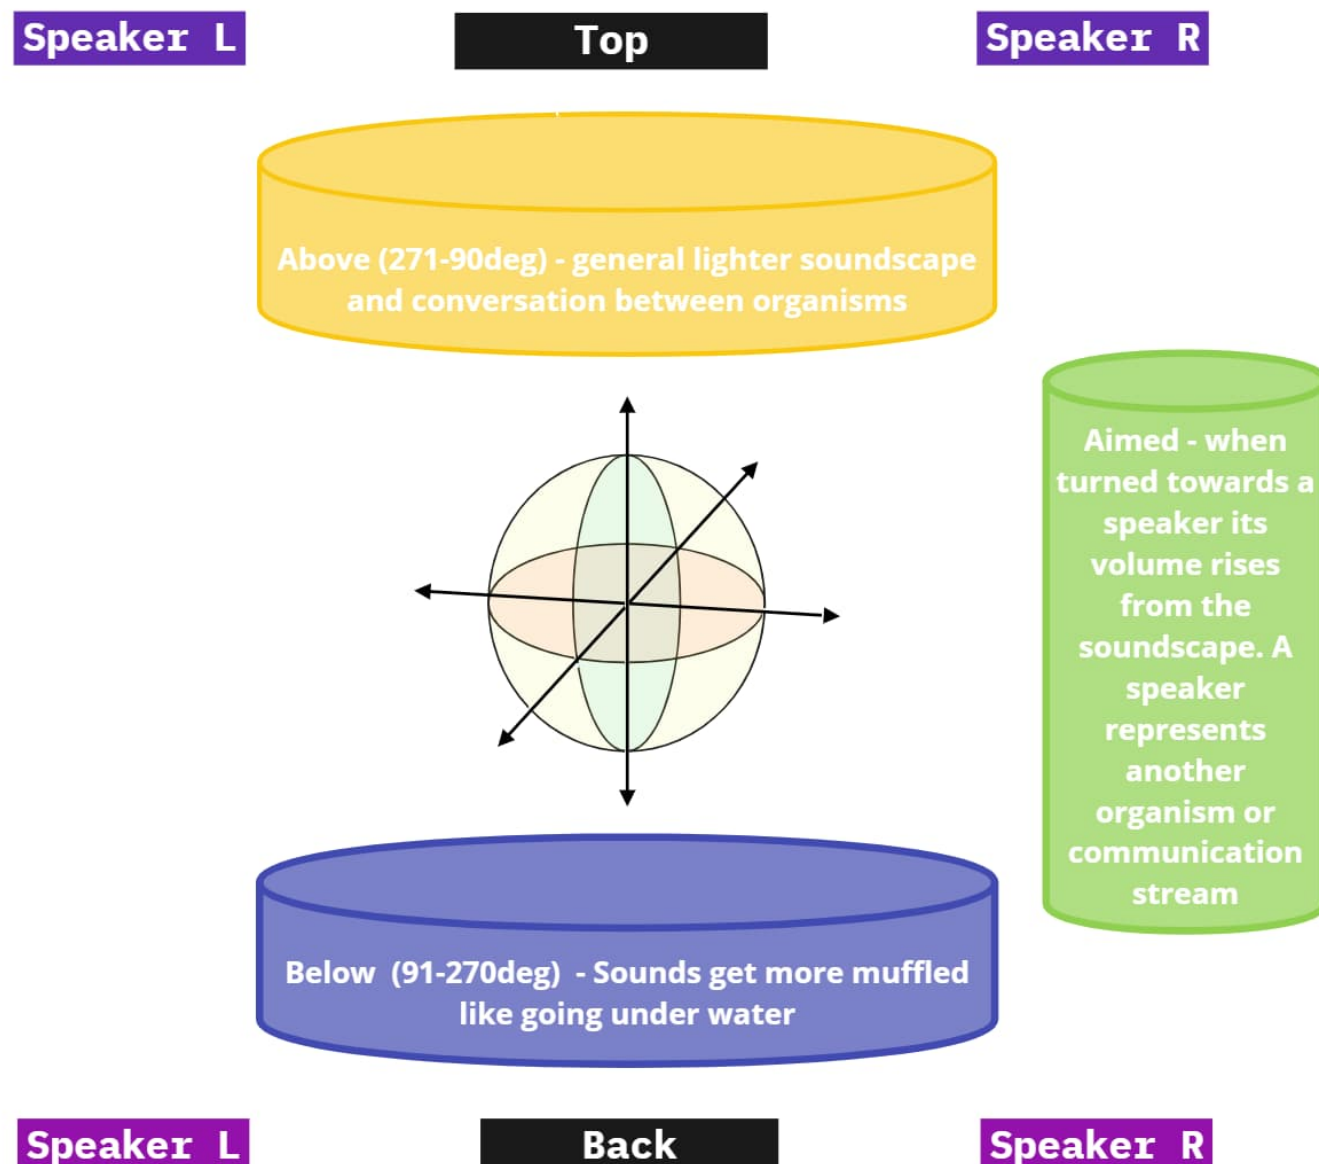 Speaker L
Top
Speaker R
Above (271-90deg) - general lighter soundscape
and conversation between organisms
Aimed - when
turned towards a
speaker its
volume rises
from the
soundscape. A
speaker
represents
another
organism or
communication
stream
Below  (91-270deg)  - Sounds get more muffled
like going under water
Speaker L
Back
Speaker R